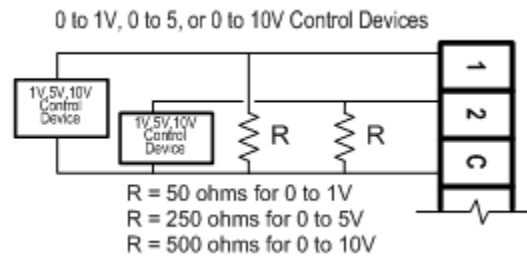 0 to 1V, 0 to 5, or 0 to 10V Control Devices
1
1V,5V,10V
Control
Device
2
1V,5V,10V
Control
Device
R
R
C
R = 50 ohms for 0 to 1V
R = 250 ohms for 0 to 5V
R = 500 ohms for 0 to 10V